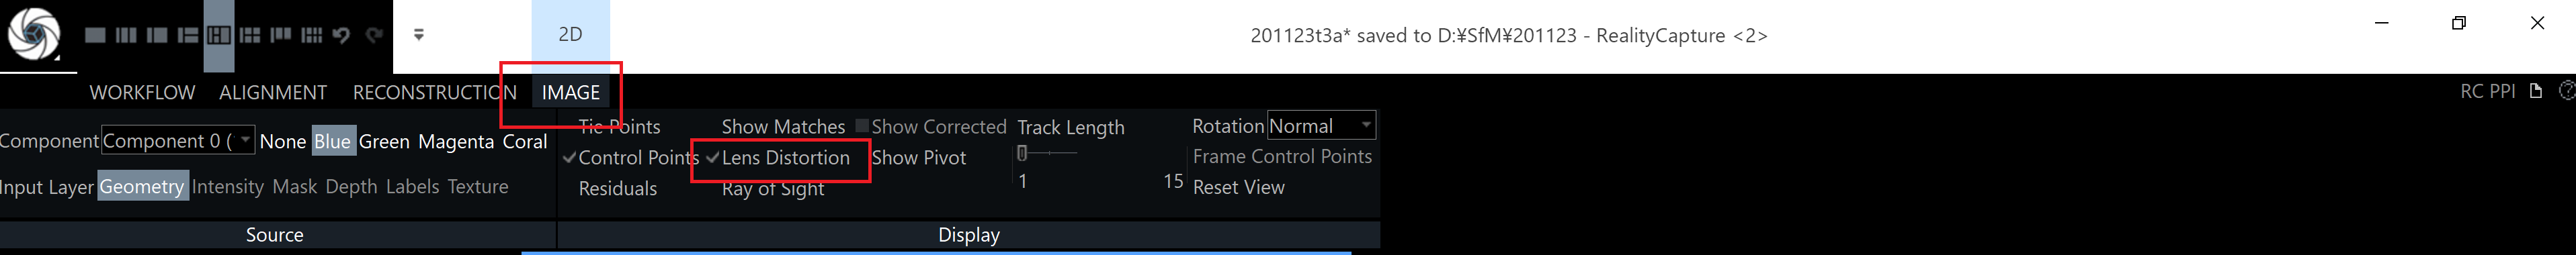 2D
201123t3a* saved to D:¥SfM¥201123 - RealityCapture <2>
WORKFLOW ALIGNMENT RECONSTRUCTION IMAGE
RC PPI
Component Component 0 ( None Blue Green Magenta Coral
Input Layer Geometry Intensity Mask Depth Labels Texture
Source
Tie Points Show Matches Show Corrected Track Length Rotation Normal
Control Points Lens Distortion Show Pivot Frame Control Points
Residuals Ray of Sight 1 15 Reset View
Display